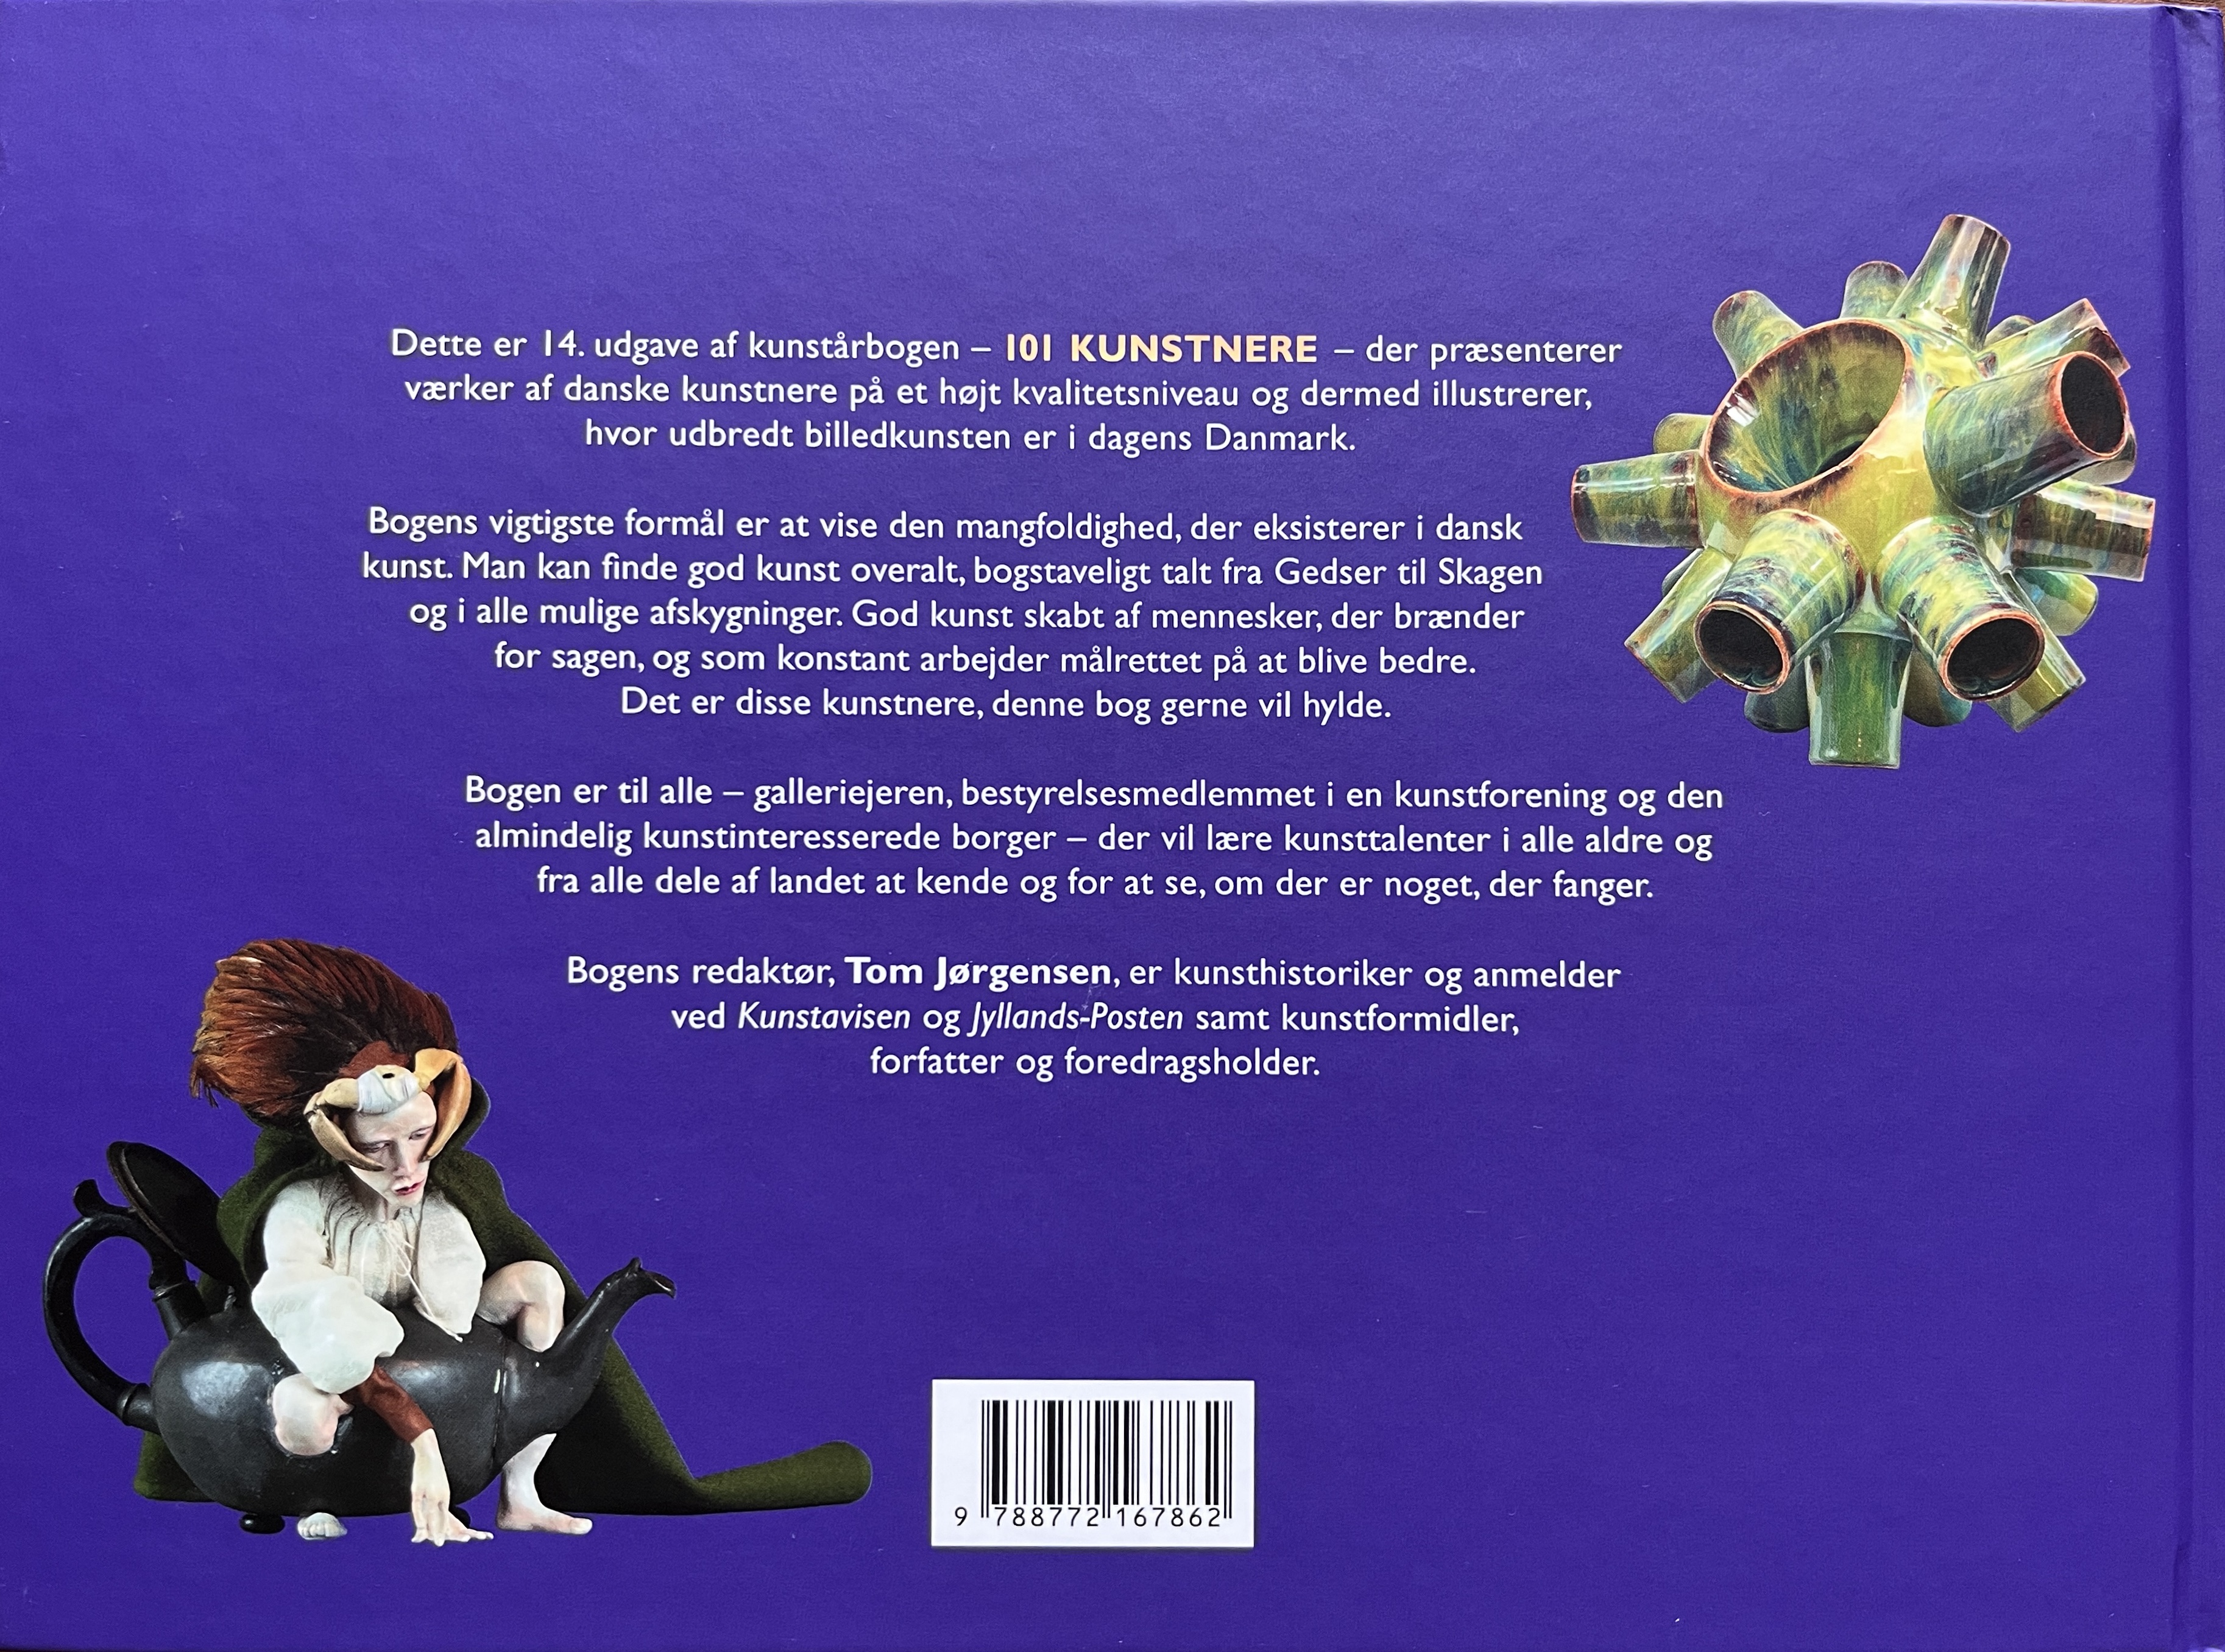 Dette er 14. udgave af kunstårbogen – 101 KUNSTNERE – der præsenterer
værker af danske kunstnere på et højt kvalitetsniveau og dermed illustrerer,
hvor udbredt billedkunsten er i dagens Danmark.
Bogens vigtigste formål er at vise den mangfoldighed, der eksisterer i dansk
kunst. Man kan finde god kunst overalt, bogstaveligt talt fra Gedser til Skagen
og i alle mulige afskygninger. God kunst skabt af mennesker, der brænder
for sagen, og som konstant arbejder målrettet på at blive bedre.
Det er disse kunstnere, denne bog gerne vil hylde.
Bogen er til alle – galleriejeren, bestyrelsesmedlemmet i en kunstforening og den
almindelig kunstinteresserede borger – der vil lære kunsttalenter i alle aldre og
fra alle dele af landet at kende og for at se, om der er noget, der fanger.
Bogens redaktør, Tom Jørgensen, er kunsthistoriker og anmelder
ved Kunstavisen og Jyllands-Posten samt kunstformidler,
forfatter og foredragsholder.
9 788772 167862